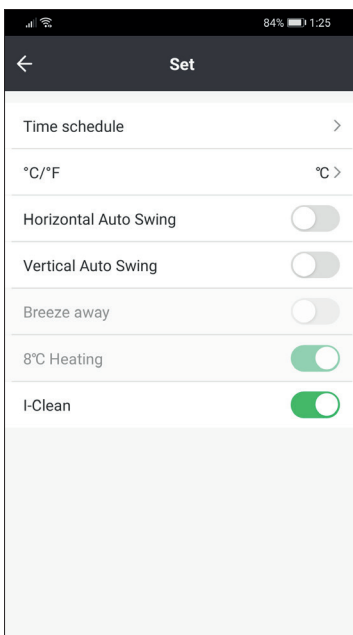 84% 1:25
Set
Time schedule
°C/°F ℃
Horizontal Auto Swing
Vertical Auto Swing
Breeze away
8℃ Heating
I-Clean